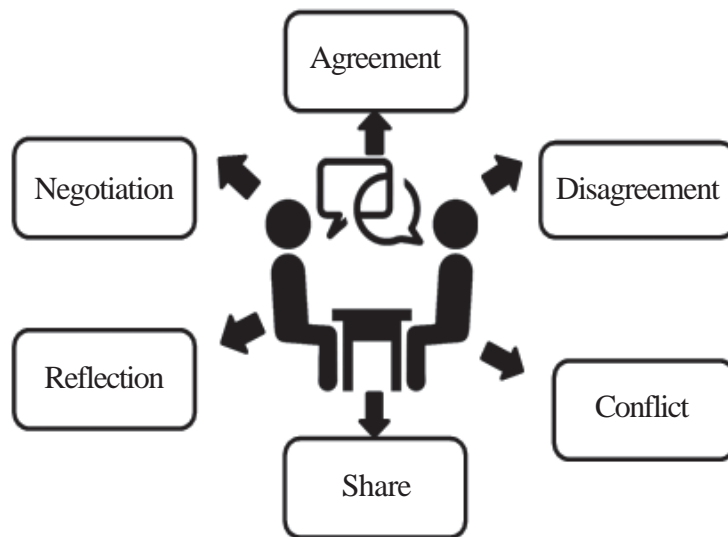 Agreement
Negotiation
Disagreement
Reflection
Conflict
Share